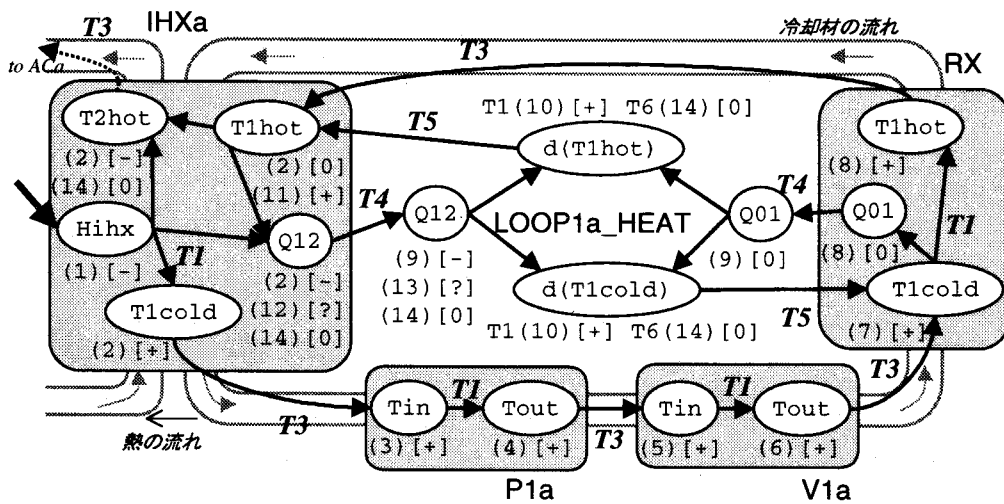 T3
IHXa
冷却材の流れ
to ACa
T3
RX
T2hot
T1hot
T5
T1(10)[+] T6(14)[0]
d(T1hot)
T1hot
(2)[-]
(14)[0]
(2)[0]
(11)[+]
(8)[+]
T4
T4
Hihx
Q12
Q12
LOOP1a_HEAT
Q01
Q01
T1
T1
(1)[-]
(2)[-]
(12)[?]
(14)[0]
(9)[-]
(13)[?]
(14)[0]
(9)[0]
(8)[0]
T1cold
d(T1cold)
T1cold
(2)[+]
T1(10)[+] T6(14)[0]
T5
(7)[+]
T3
T3
Tin
T1
Tout
T3
Tin
T1
Tout
(3)[+]
(4)[+]
(5)[+]
(6)[+]
熱の流れ
P1a
V1a